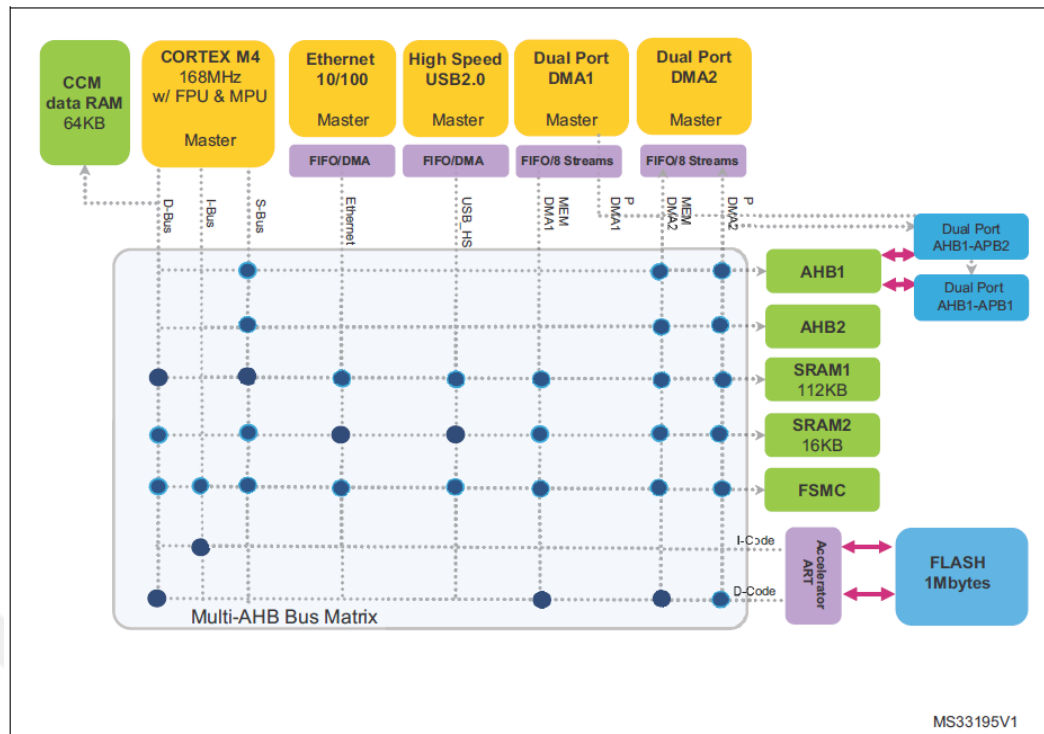 CCM
data RAM
64KB
CORTEX M4
168MHz
w/ FPU & MPU
Master
Ethernet
10/100
Master
High Speed
USB2.0
Master
Dual Port
DMA1
Master
Dual Port
DMA2
Master
FIFO/DMA
FIFO/DMA
FIFO/8 Streams
FIFO/8 Streams
D-Bus
I-Bus
S-Bus
Ethernet
USB_HS
MEM
DMA1
P
DMA1
MEM
DMA2
P
DMA2
Dual Port
AHB1-APB2
Dual Port
AHB1-APB1
AHB1
AHB2
SRAM1
112KB
SRAM2
16KB
FSMC
I-Code
D-Code
Accelerator
ART
FLASH
1Mbytes
Multi-AHB Bus Matrix
MS33195V1